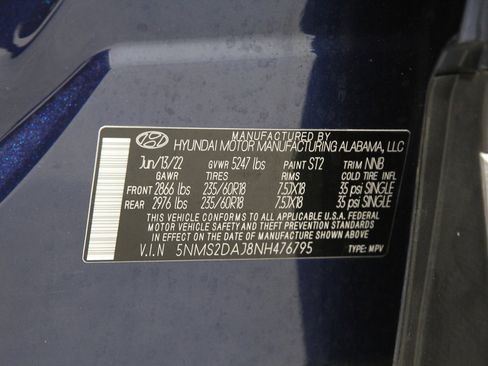 MANUFACTURED BY
HYUNDAI MOTOR MANUFACTURING ALABAMA, LLC
Jun/13/22 GVWR 5247 lbs PAINT ST2 TRIM NNB
GAWR TIRES RIMS COLD TIRE INFL
FRONT 2866 lbs 235/60R18 7.5JX18 35 psi SINGLE
REAR 2976 lbs 235/60R18 7.5JX18 35 psi SINGLE
THIS VEHICLE CONFORMS TO ALL APPLICABLE U.S.A. FEDERAL
MOTOR VEHICLE SAFETY AND THEFT PREVENTION STANDARDS
IN EFFECT ON THE DATE OF MANUFACTURE SHOWN ABOVE.
V.I.N 5NMS2DAJ8NH476795 TYPE: MPV